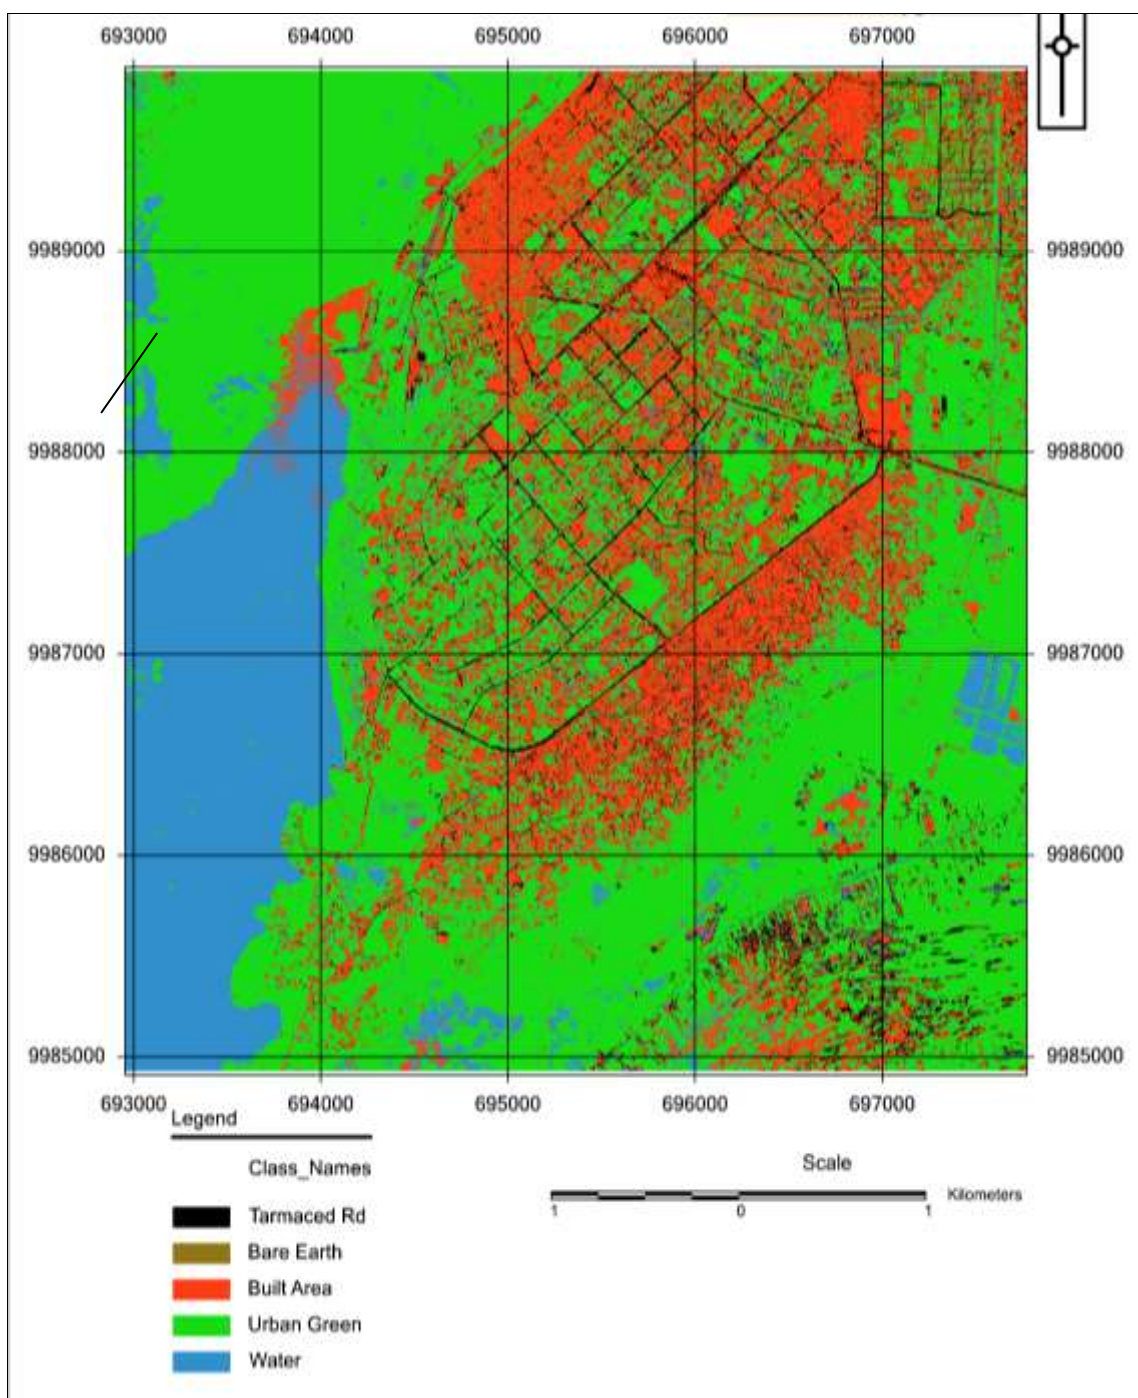 693000 694000 695000 696000 697000
9989000 9989000
9988000 9988000
9987000 9987000
9986000 9986000
9985000 9985000
693000 694000 695000 696000 697000
Legend
Class_Names
Scale
Kilometers
1 0 1
Tarmaced Rd
Bare Earth
Built Area
Urban Green
Water